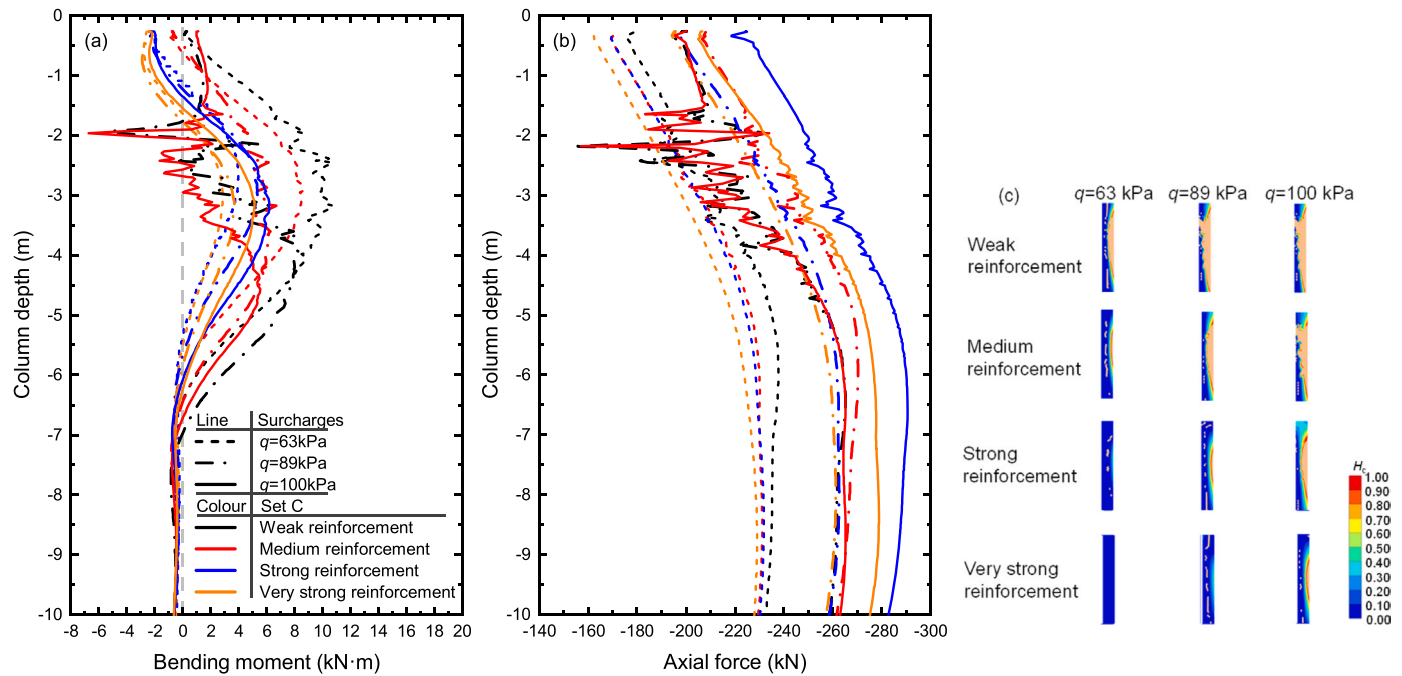 (a)
0
-1
-2
-3
-4
-5
-6
-7
-8
-9
-10
Column depth (m)
-8 -6 -4 -2 0 2 4 6 8 10 12 14 16 18 20
Bending moment (kN·m)
Line Surcharges
q=63kPa
q=89kPa
q=100kPa
Colour Set C
Weak reinforcement
Medium reinforcement
Strong reinforcement
Very strong reinforcement
(b)
0
-1
-2
-3
-4
-5
-6
-7
-8
-9
-10
Column depth (m)
-140 -160 -180 -200 -220 -240 -260 -280 -300
Axial force (kN)
(c)
q=63 kPa q=89 kPa q=100 kPa
Weak
reinforcement
Medium
reinforcement
Strong
reinforcement
Very strong
reinforcement
Hc
1.00
0.90
0.80
0.70
0.60
0.50
0.40
0.30
0.20
0.10
0.00